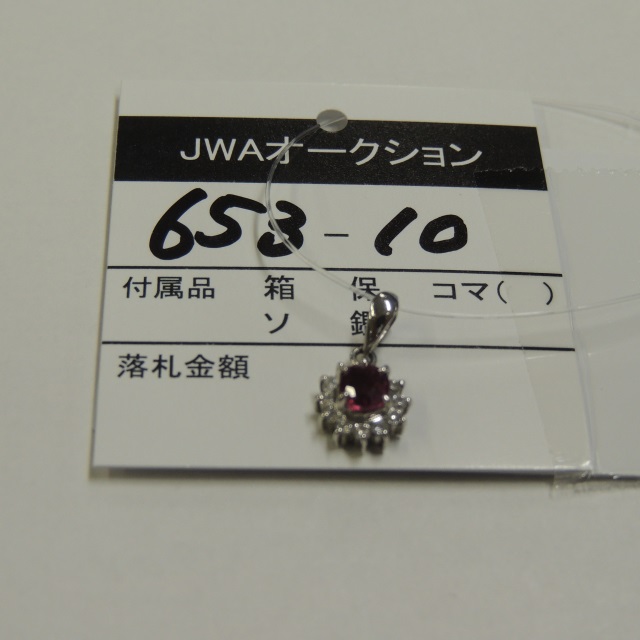 JWAオークション
653-10
付属品 箱 保 コマ( )
ソ 鑑
落札金額